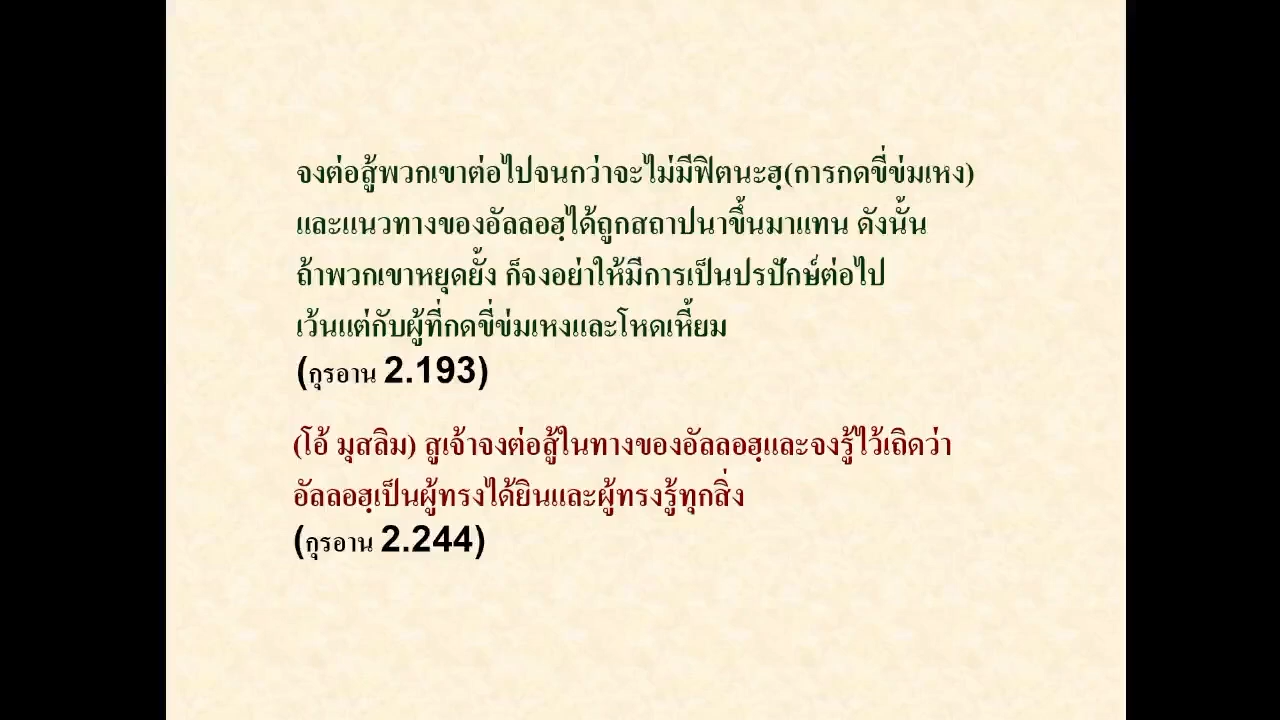 จงต่อสู้พวกเขาต่อไปจนกว่าจะไม่มีฟิตนะฮฺ(การกดขี่ข่มเหง)
และแนวทางของอัลลอฮฺได้ถูกสถาปนาขึ้นมาแทน ดังนั้น
ถ้าพวกเขาหยุดยั้ง ก็จงอย่าให้มีการเป็นปรปักษ์ต่อไป
เว้นแต่กับผู้ที่กดขี่ข่มเหงและโหดเหี้ยม
(กุรอาน 2.193)
(โอ้ มุสลิม) สูเจ้าจงต่อสู้ในทางของอัลลอฮฺและจงรู้ไว้เถิดว่า
อัลลอฮฺเป็นผู้ทรงได้ยินและผู้ทรงรู้ทุกสิ่ง
(กุรอาน 2.244)